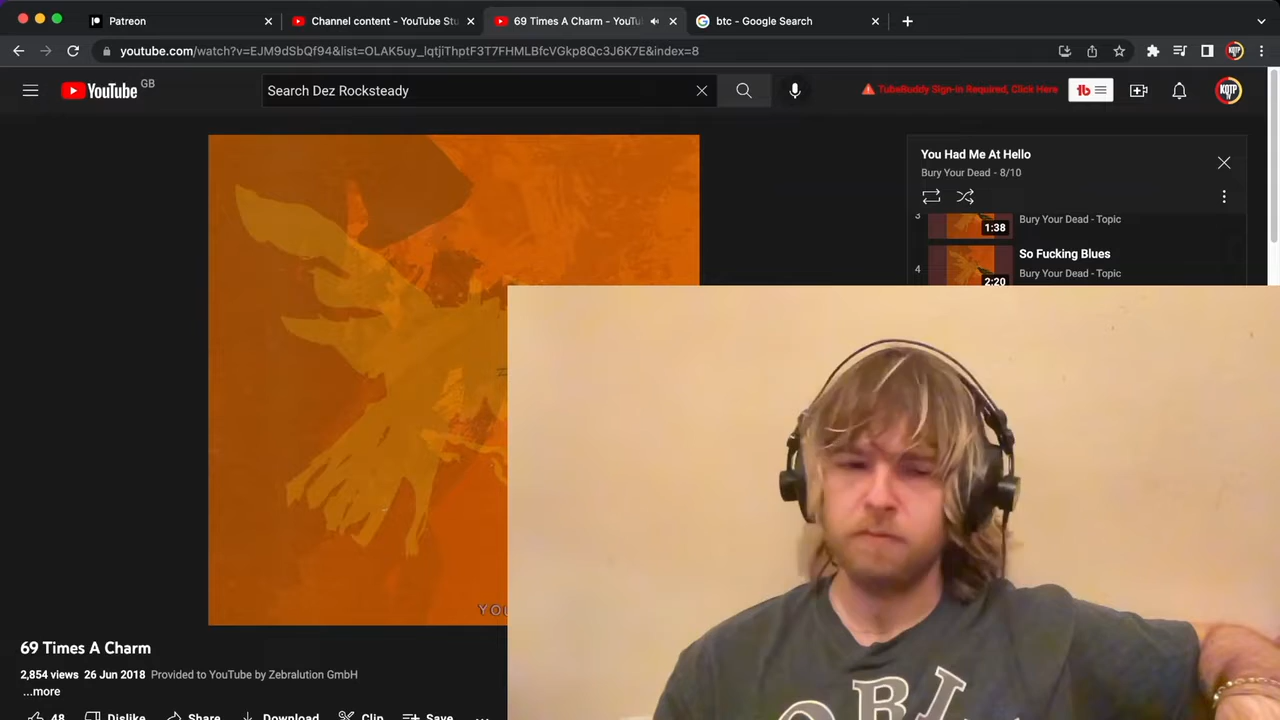 Patreon
Channel content - YouTube Stu
69 Times A Charm - YouTu
btc - Google Search
youtube.com/watch?v=EJM9dSbQf94&list=OLAK5uy_lqtjiThptF3T7FHMLBfcVGkp8Qc3J6K7E&index=8
YouTube GB
Search Dez Rocksteady
TubeBuddy Sign-in Required, Click Here
tb
KQTP
You Had Me At Hello
Bury Your Dead - 8/10
3
1:38
Bury Your Dead - Topic
4
2:20
So Fucking Blues
Bury Your Dead - Topic
YOU
69 Times A Charm
2,854 views 26 Jun 2018 Provided to YouTube by Zebralution GmbH
...more
48
Dislike
Share
Download
Clip
Save